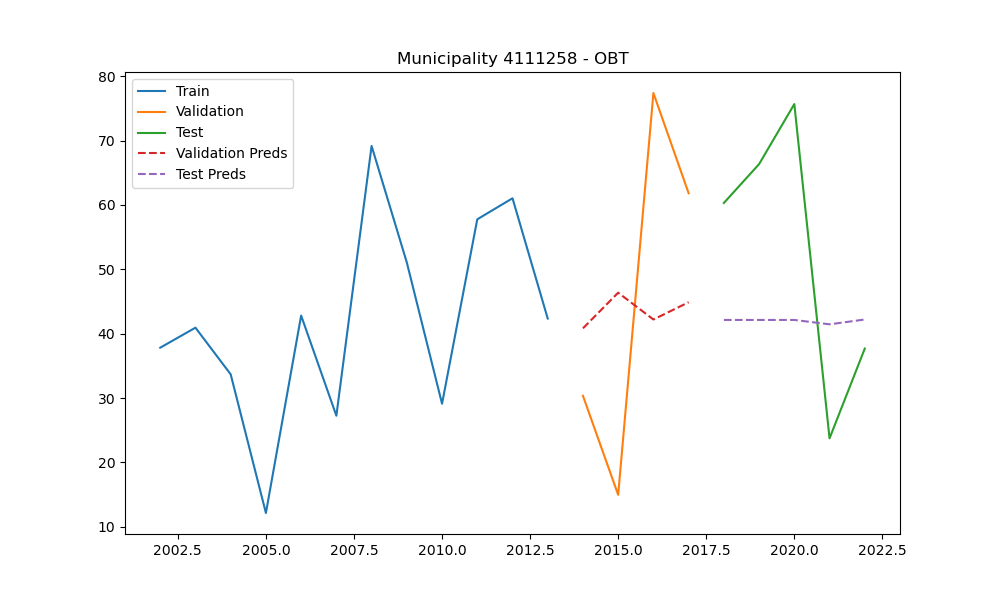 Municipality 4111258 - OBT
Train
Validation
Test
Validation Preds
Test Preds
80
70
60
50
40
30
20
10
2002.5 2005.0 2007.5 2010.0 2012.5 2015.0 2017.5 2020.0 2022.5